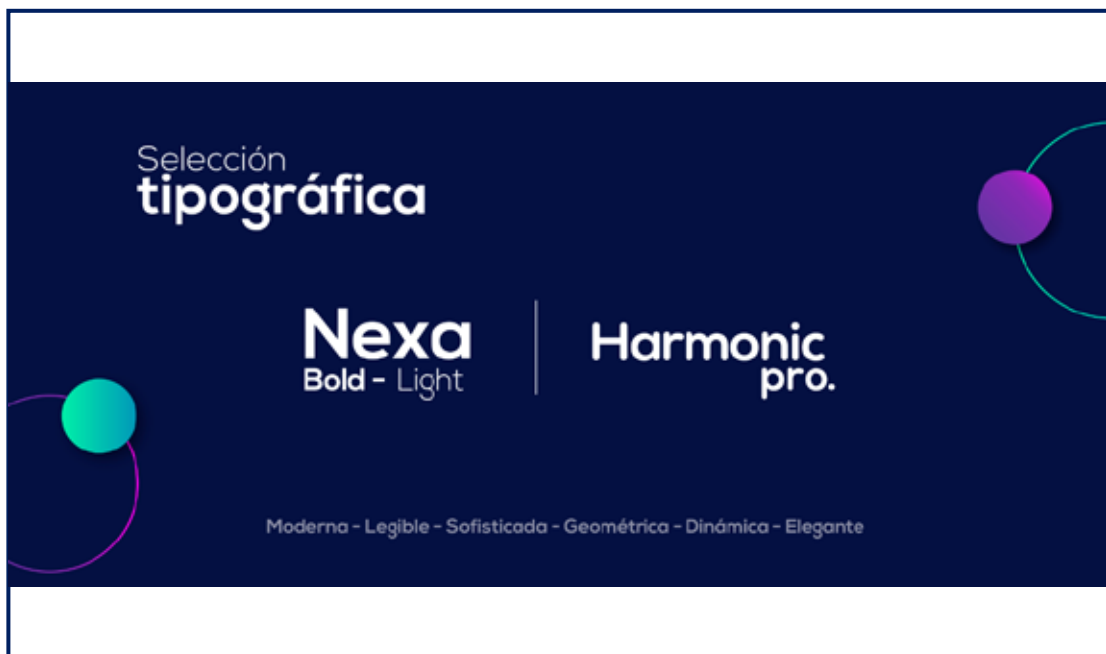 Selección
tipográfica
Nexa
Bold - Light
Harmonic
pro.
Moderna - Legible - Sofisticada - Geométrica - Dinámica - Elegante